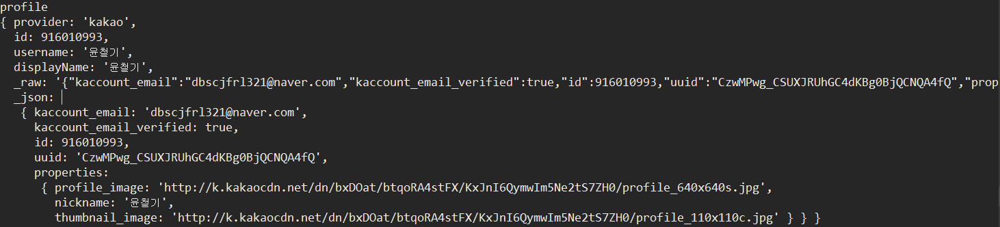 profile
{ provider: 'kakao',
  id: 916010993,
  username: '윤철기',
  displayName: '윤철기',
  _raw: '{"kaccount_email":"dbscjfrl321@naver.com","kaccount_email_verified":true,"id":916010993,"uuid":"CzwMPwg_CSUXJRUhGC4dKBg0BjQCNQA4fQ","prop
  _json:
   { kaccount_email: 'dbscjfrl321@naver.com',
     kaccount_email_verified: true,
     id: 916010993,
     uuid: 'CzwMPwg_CSUXJRUhGC4dKBg0BjQCNQA4fQ',
     properties:
      { profile_image: 'http://k.kakaocdn.net/dn/bxDOat/btqoRA4stFX/KxJnI6QymwIm5Ne2tS7ZH0/profile_640x640s.jpg',
        nickname: '윤철기',
        thumbnail_image: 'http://k.kakaocdn.net/dn/bxDOat/btqoRA4stFX/KxJnI6QymwIm5Ne2tS7ZH0/profile_110x110c.jpg' } } }